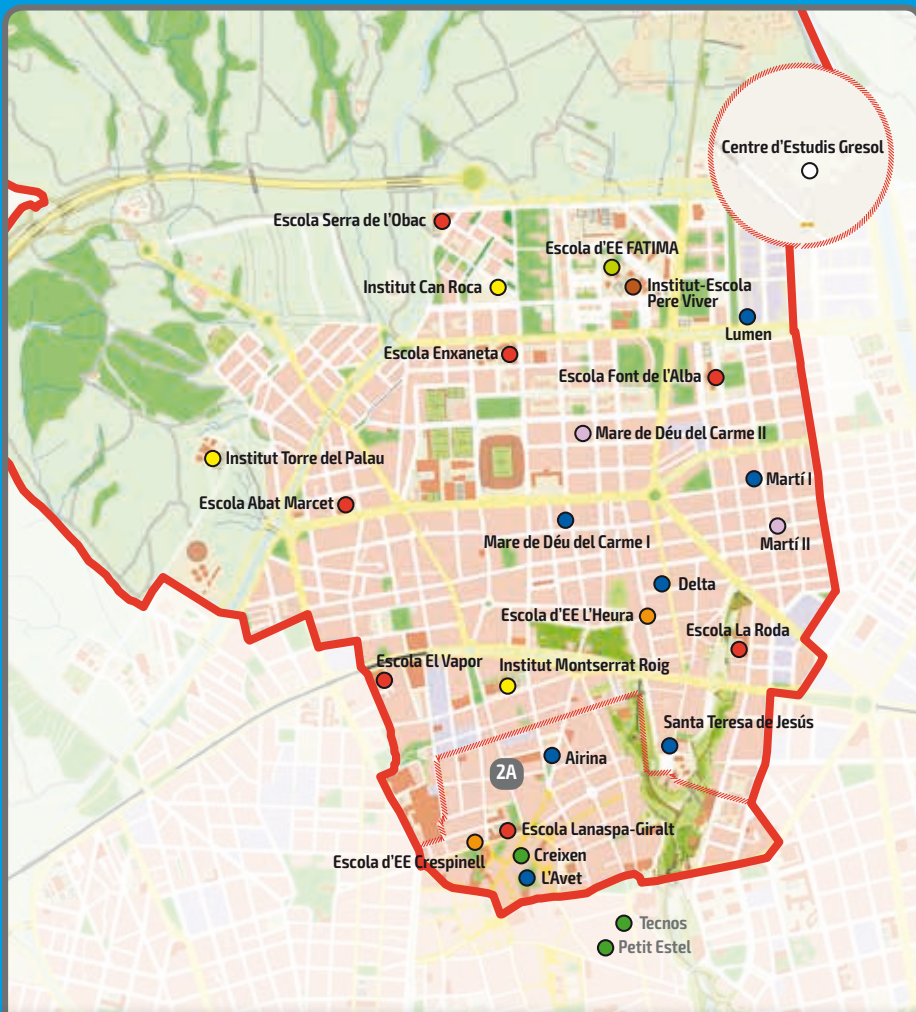 Centre d'Estudis Gresol
Escola Serra de l'Obac
Escola d'EE FATIMA
Institut Can Roca
Institut-Escola
Pere Viver
Lumen
Escola Enxaneta
Escola Font de l'Alba
Mare de Déu del Carme II
Institut Torre del Palau
Martí I
Escola Abat Marcet
Mare de Déu del Carme I
Martí II
Delta
Escola d'EE L'Heura
Escola La Roda
Escola El Vapor
Institut Montserrat Roig
Santa Teresa de Jesús
Airina
2A
Escola Lanaspa-Giralt
Creixen
Escola d'EE Crespinell
L'Avet
Tecnos
Petit Estel